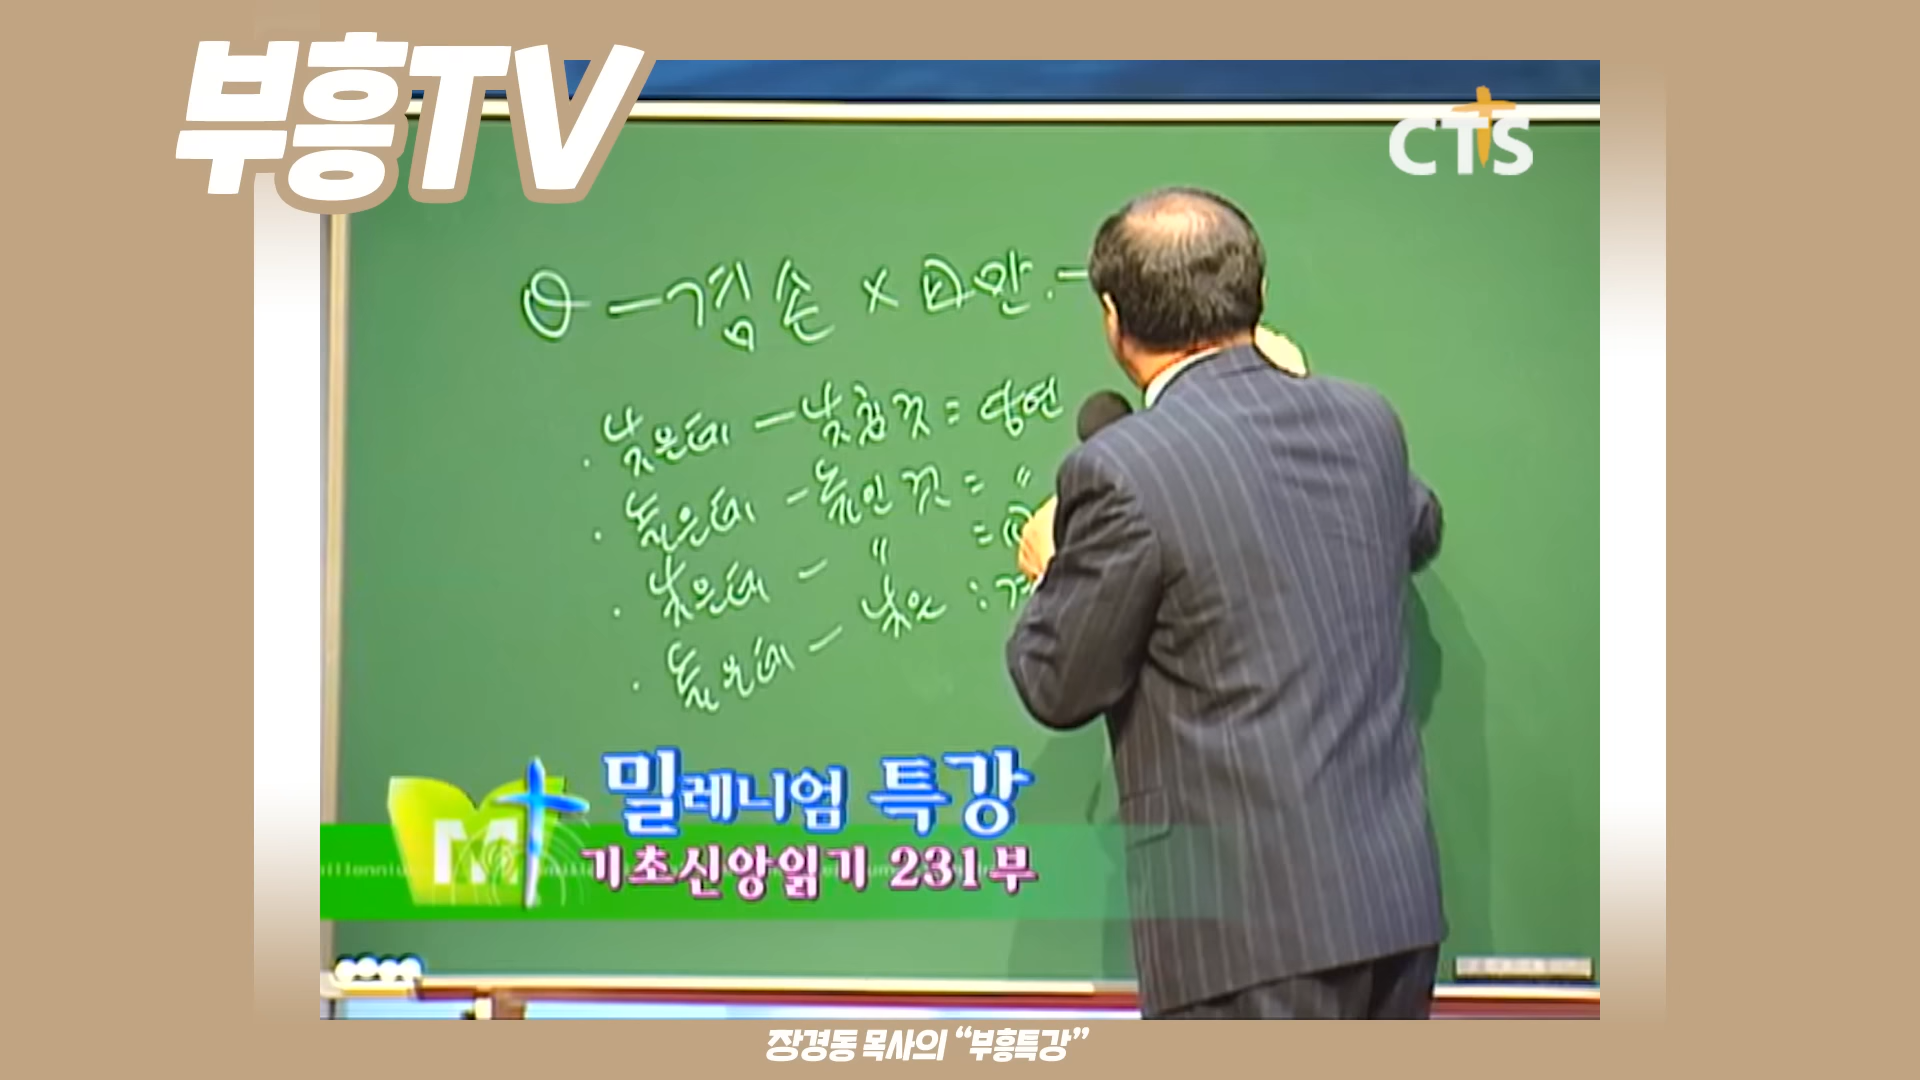 부흥TV
CTS
겸손 × 교만
· 낮은데 - 낮춘것 = 당연
· 높은데 - 높인것 = 〃
· 낮은데 - 〃 =
· 높은데 - 낮은 :
밀레니엄 특강
기초신앙읽기 231부
장경동 목사의 “부흥특강”